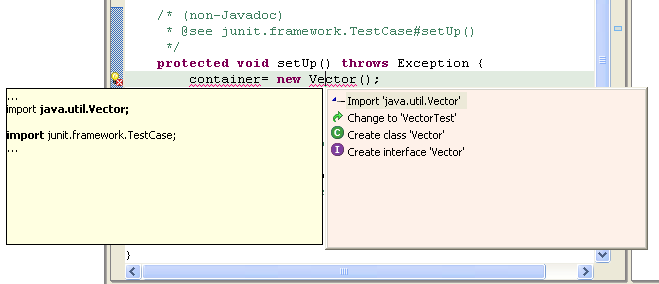 /* (non-Javadoc)
* @see junit.framework.TestCase#setUp()
*/
protected void setUp() throws Exception {
container= new Vector();
...
import java.util.Vector;
import junit.framework.TestCase;
...
Import 'java.util.Vector'
Change to 'VectorTest'
C Create class 'Vector'
I Create interface 'Vector'
}